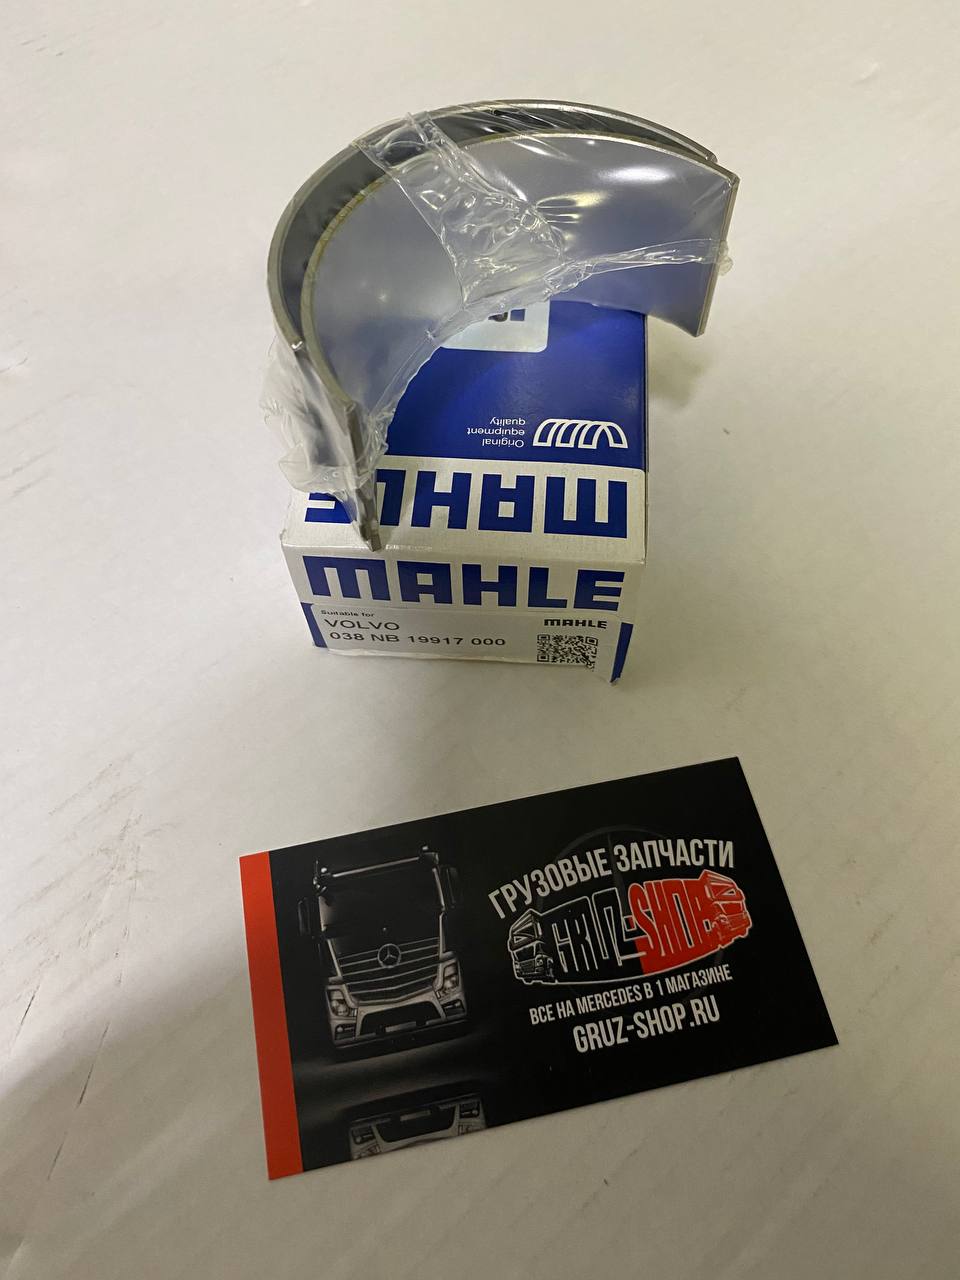 Original
equipment
quality
MAHLE
MAHLE
Suitable for
VOLVO
038 NB 19917 000
MAHLE
ГРУЗОВЫЕ ЗАПЧАСТИ
GRUZ-SHOP
ВСЕ НА MERCEDES В 1 МАГАЗИНЕ
GRUZ-SHOP.RU